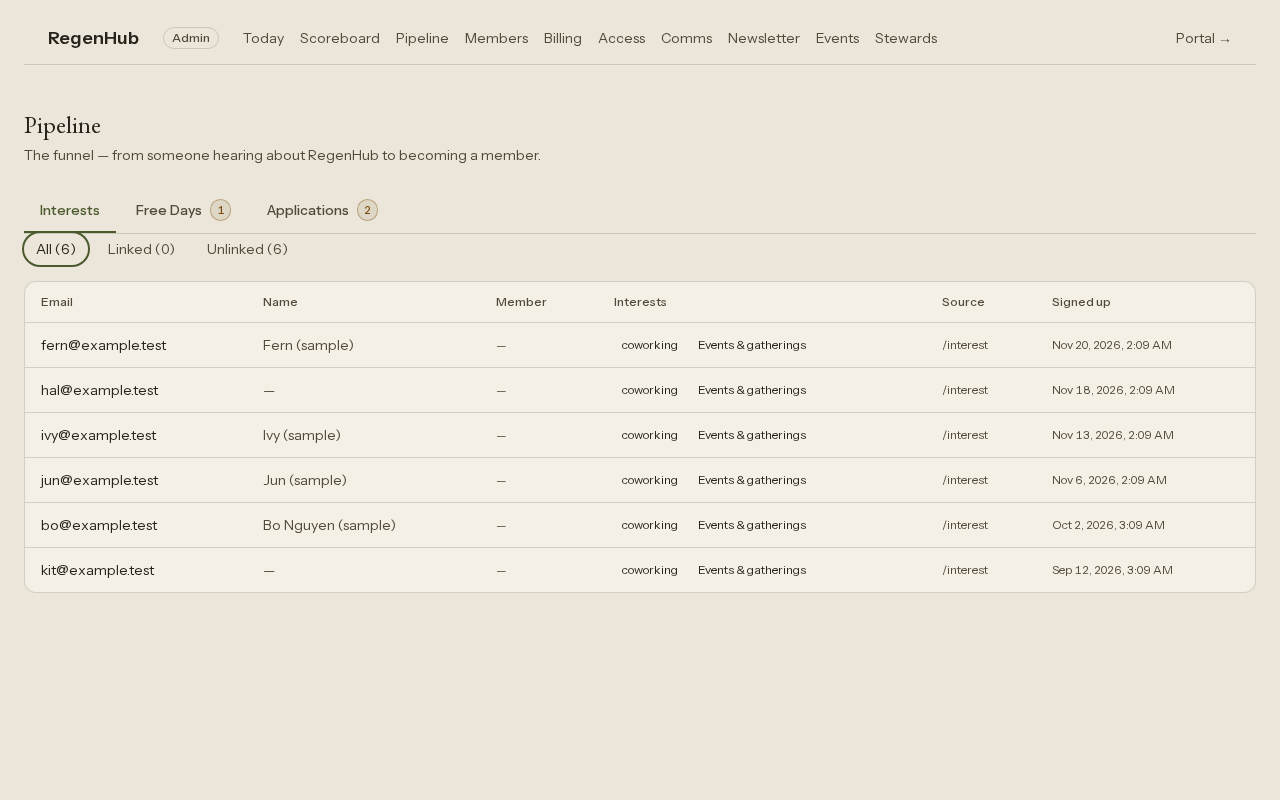 RegenHub Admin Today Scoreboard Pipeline Members Billing Access Comms Newsletter Events Stewards Portal →
Pipeline
The funnel — from someone hearing about RegenHub to becoming a member.
Interests Free Days 1 Applications 2
All (6) Linked (0) Unlinked (6)
Email Name Member Interests Source Signed up
fern@example.test Fern (sample) — coworking Events & gatherings /interest Nov 20, 2026, 2:09 AM
hal@example.test — — coworking Events & gatherings /interest Nov 18, 2026, 2:09 AM
ivy@example.test Ivy (sample) — coworking Events & gatherings /interest Nov 13, 2026, 2:09 AM
jun@example.test Jun (sample) — coworking Events & gatherings /interest Nov 6, 2026, 2:09 AM
bo@example.test Bo Nguyen (sample) — coworking Events & gatherings /interest Oct 2, 2026, 3:09 AM
kit@example.test — — coworking Events & gatherings /interest Sep 12, 2026, 3:09 AM